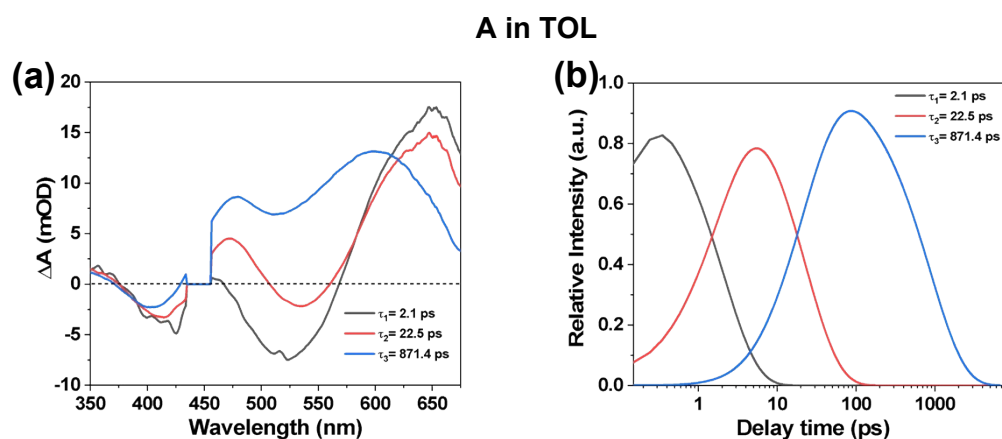 A in TOL
(a)
20
15
10
5
0
-5
-10
ΔA (mOD)
350 400 450 500 550 600 650
Wavelength (nm)
τ₁= 2.1 ps
τ₂= 22.5 ps
τ₃= 871.4 ps
(b)
1.0
0.8
0.6
0.4
0.2
0.0
Relative Intensity (a.u.)
1 10 100 1000
Delay time (ps)
τ₁= 2.1 ps
τ₂= 22.5 ps
τ₃= 871.4 ps